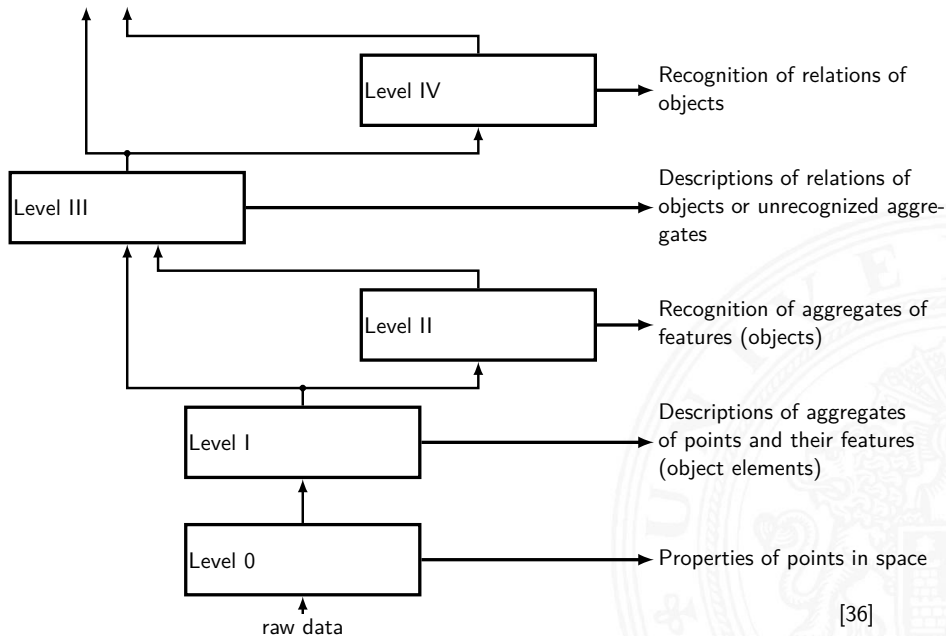 Level IV
Recognition of relations of
objects
Level III
Descriptions of relations of
objects or unrecognized aggre-
gates
Level II
Recognition of aggregates of
features (objects)
Level I
Descriptions of aggregates
of points and their features
(object elements)
Level 0
Properties of points in space
raw data
[36]
U N I V E